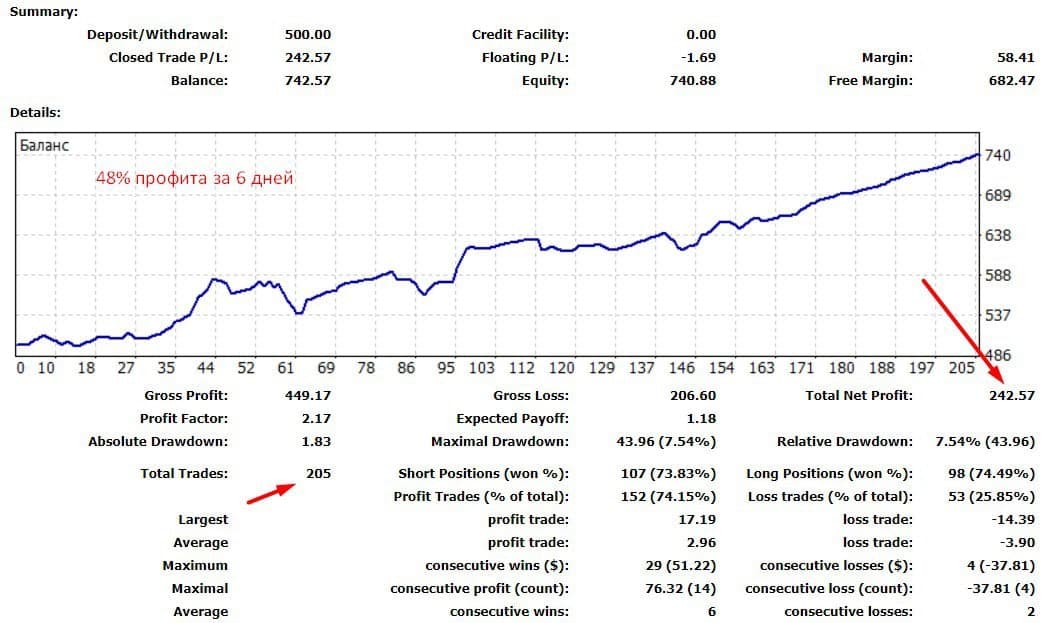 Summary:
Deposit/Withdrawal: 500.00 Credit Facility: 0.00
Closed Trade P/L: 242.57 Floating P/L: -1.69 Margin: 58.41
Balance: 742.57 Equity: 740.88 Free Margin: 682.47
Details:
Баланс
48% профита за 6 дней
740
689
638
588
537
486
0 10 18 27 35 44 52 61 69 78 86 95 103 112 120 129 137 146 154 163 171 180 188 197 205
Gross Profit: 449.17 Gross Loss: 206.60 Total Net Profit: 242.57
Profit Factor: 2.17 Expected Payoff: 1.18
Absolute Drawdown: 1.83 Maximal Drawdown: 43.96 (7.54%) Relative Drawdown: 7.54% (43.96)
Total Trades: 205 Short Positions (won %): 107 (73.83%) Long Positions (won %): 98 (74.49%)
Profit Trades (% of total): 152 (74.15%) Loss trades (% of total): 53 (25.85%)
Largest profit trade: 17.19 loss trade: -14.39
Average profit trade: 2.96 loss trade: -3.90
Maximum consecutive wins ($): 29 (51.22) consecutive losses ($): 4 (-37.81)
Maximal consecutive profit (count): 76.32 (14) consecutive loss (count): -37.81 (4)
Average consecutive wins: 6 consecutive losses: 2